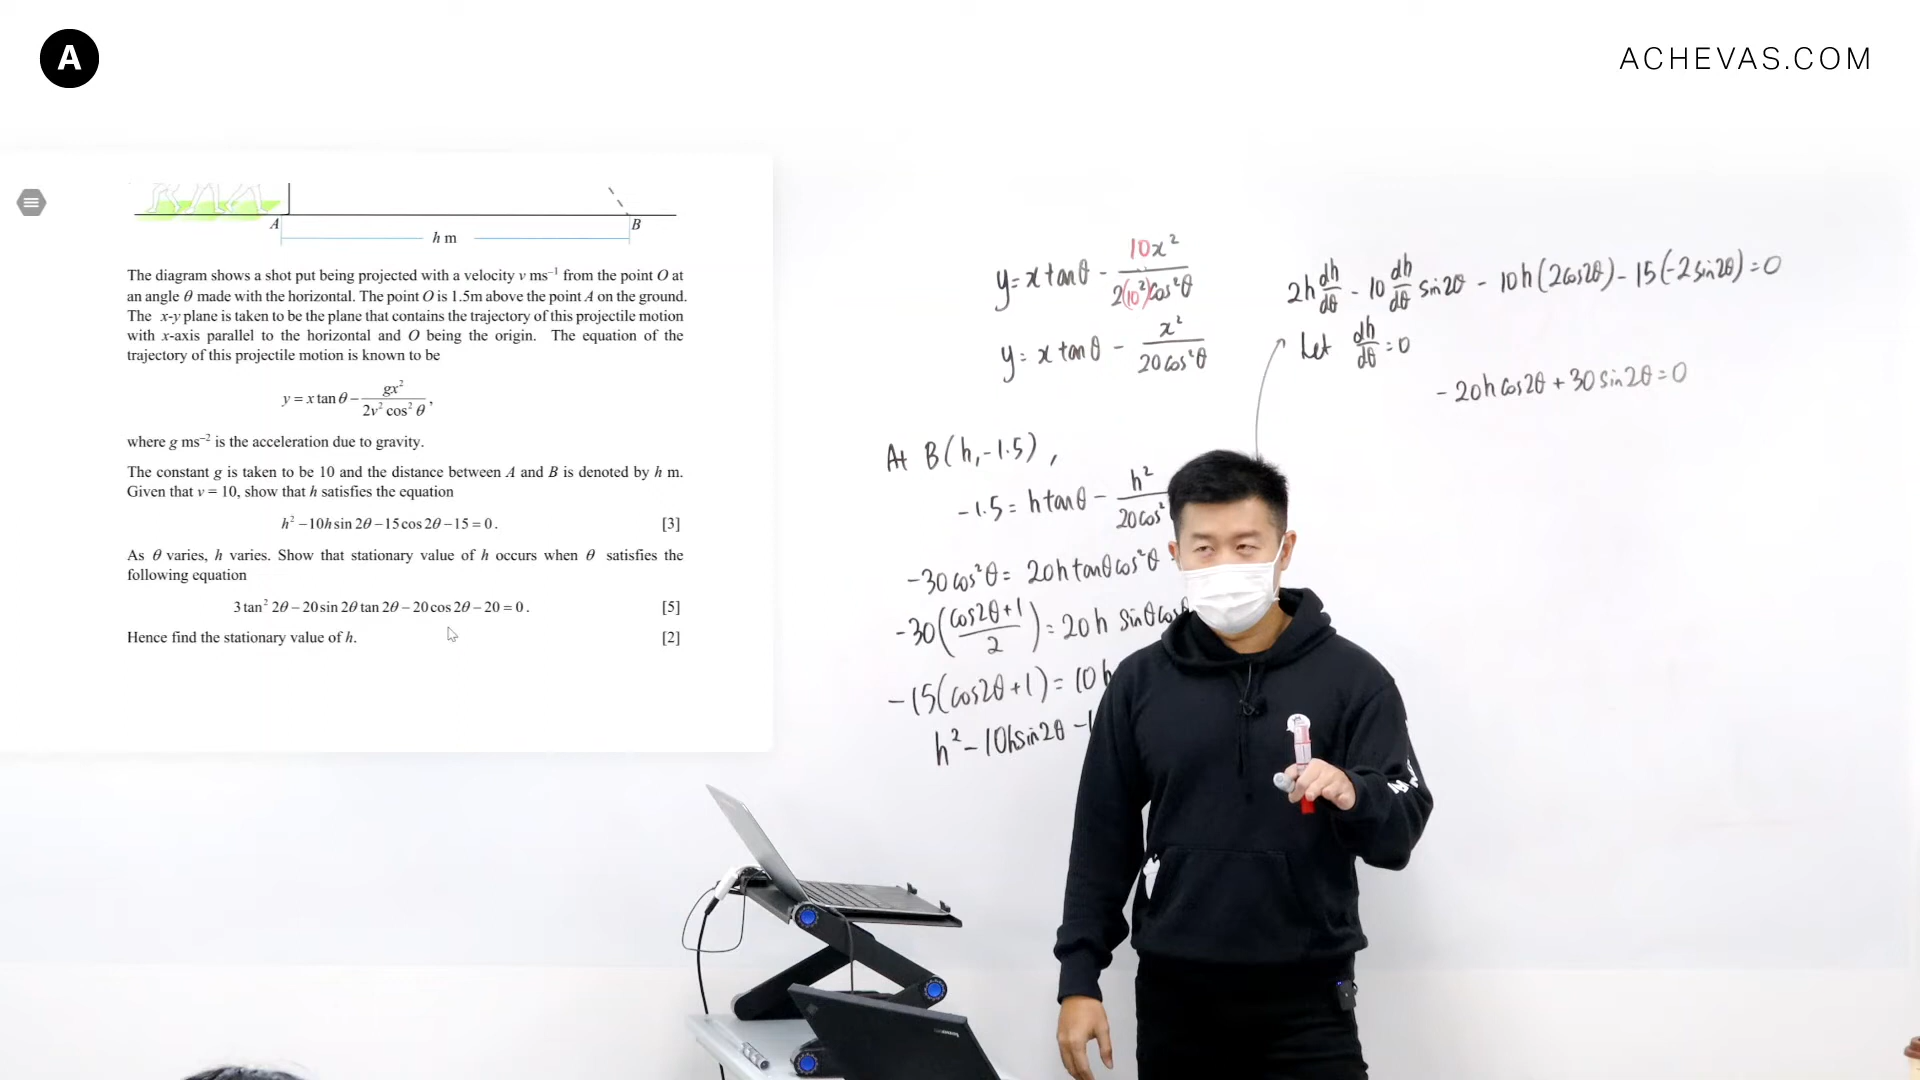 A
ACHEVAS.COM
A
B
h m
The diagram shows a shot put being projected with a velocity v ms⁻¹ from the point O at
an angle θ made with the horizontal. The point O is 1.5m above the point A on the ground.
The x-y plane is taken to be the plane that contains the trajectory of this projectile motion
with x-axis parallel to the horizontal and O being the origin. The equation of the
trajectory of this projectile motion is known to be
y = x tan θ − gx² / 2v² cos² θ ,
where g ms⁻² is the acceleration due to gravity.
The constant g is taken to be 10 and the distance between A and B is denoted by h m.
Given that v = 10, show that h satisfies the equation
h² −10h sin 2θ −15 cos 2θ −15 = 0. [3]
As θ varies, h varies. Show that stationary value of h occurs when θ satisfies the
following equation
3 tan² 2θ − 20 sin 2θ tan 2θ − 20 cos 2θ − 20 = 0. [5]
Hence find the stationary value of h. [2]
y = x tanθ − 10x² / 2(10²)cos²θ
y = x tanθ − x² / 20cos²θ
At B(h, -1.5),
-1.5 = h tanθ − h² / 20cos²
-30cos²θ = 20h tanθ cos²θ
-30(cos2θ+1 / 2) = 20h sinθcosθ
-15(cos2θ+1) = 10h
h² − 10h sin2θ −
2h dh/dθ − 10 dh/dθ sin2θ − 10h(2cos2θ) − 15(-2sin2θ) = 0
Let dh/dθ = 0
-20h cos2θ + 30 sin2θ = 0